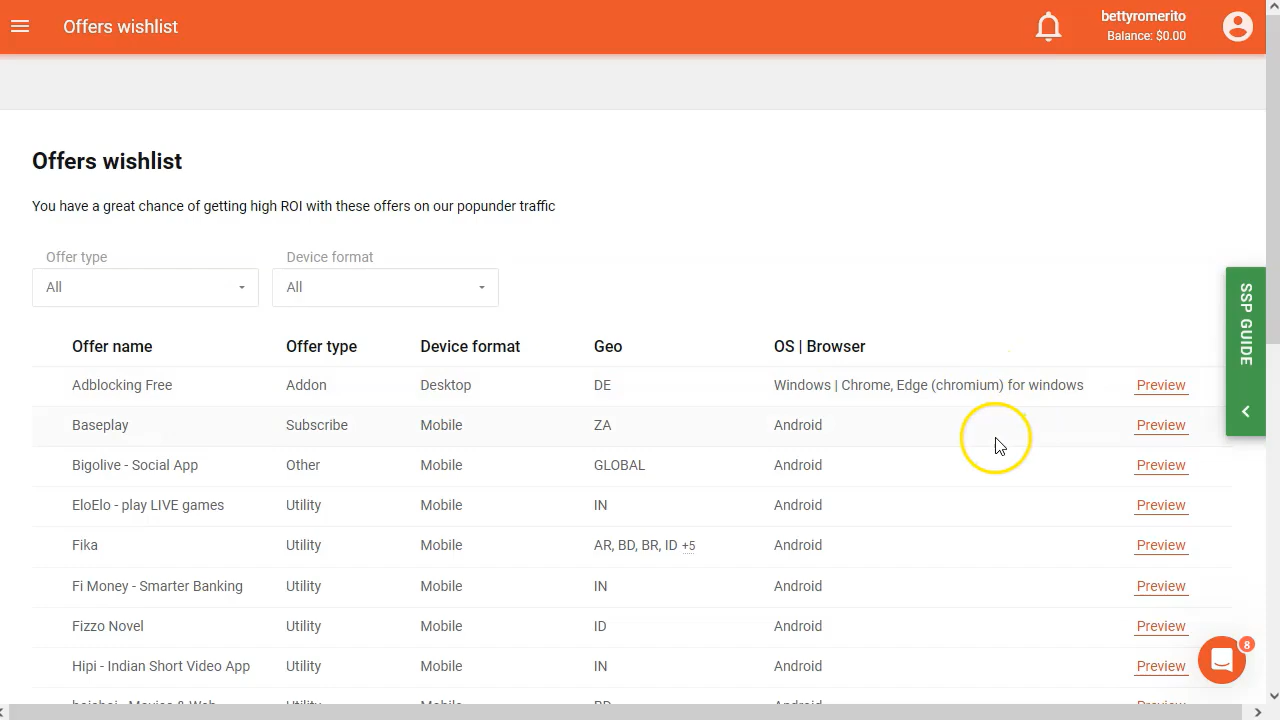 Offers wishlist
bettyromerito
Balance: $0.00
Offers wishlist
You have a great chance of getting high ROI with these offers on our popunder traffic
Offer type
Device format
All
All
SSP GUIDE
Offer name Offer type Device format Geo OS | Browser
Adblocking Free Addon Desktop DE Windows | Chrome, Edge (chromium) for windows Preview
Baseplay Subscribe Mobile ZA Android Preview
Bigolive - Social App Other Mobile GLOBAL Android Preview
EloElo - play LIVE games Utility Mobile IN Android Preview
Fika Utility Mobile AR, BD, BR, ID +5 Android Preview
Fi Money - Smarter Banking Utility Mobile IN Android Preview
Fizzo Novel Utility Mobile ID Android Preview
8
Hipi - Indian Short Video App Utility Mobile IN Android Preview